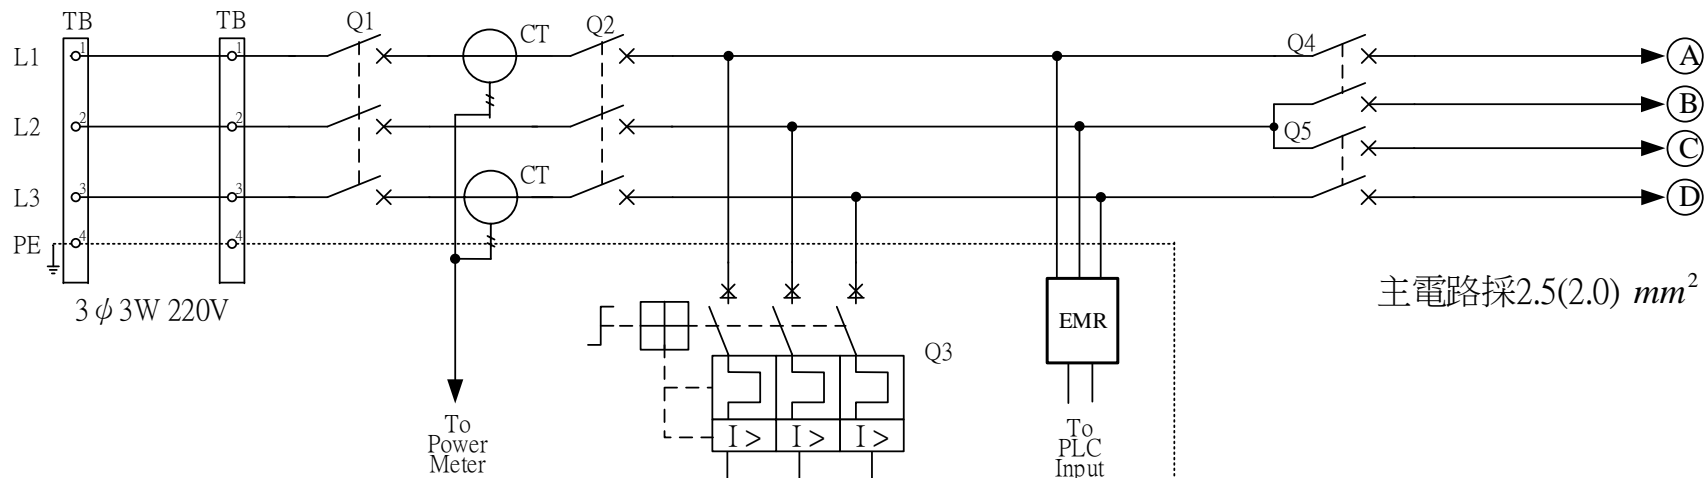 TB
TB
Q1
CT
Q2
Q4
L1
1
1
A
B
L2
2
2
Q5
C
CT
L3
3
3
D
PE
4
4
3 φ 3W 220V
主電路採2.5(2.0) mm²
EMR
Q3
To
Power
Meter
I > I > I >
To
PLC
Input